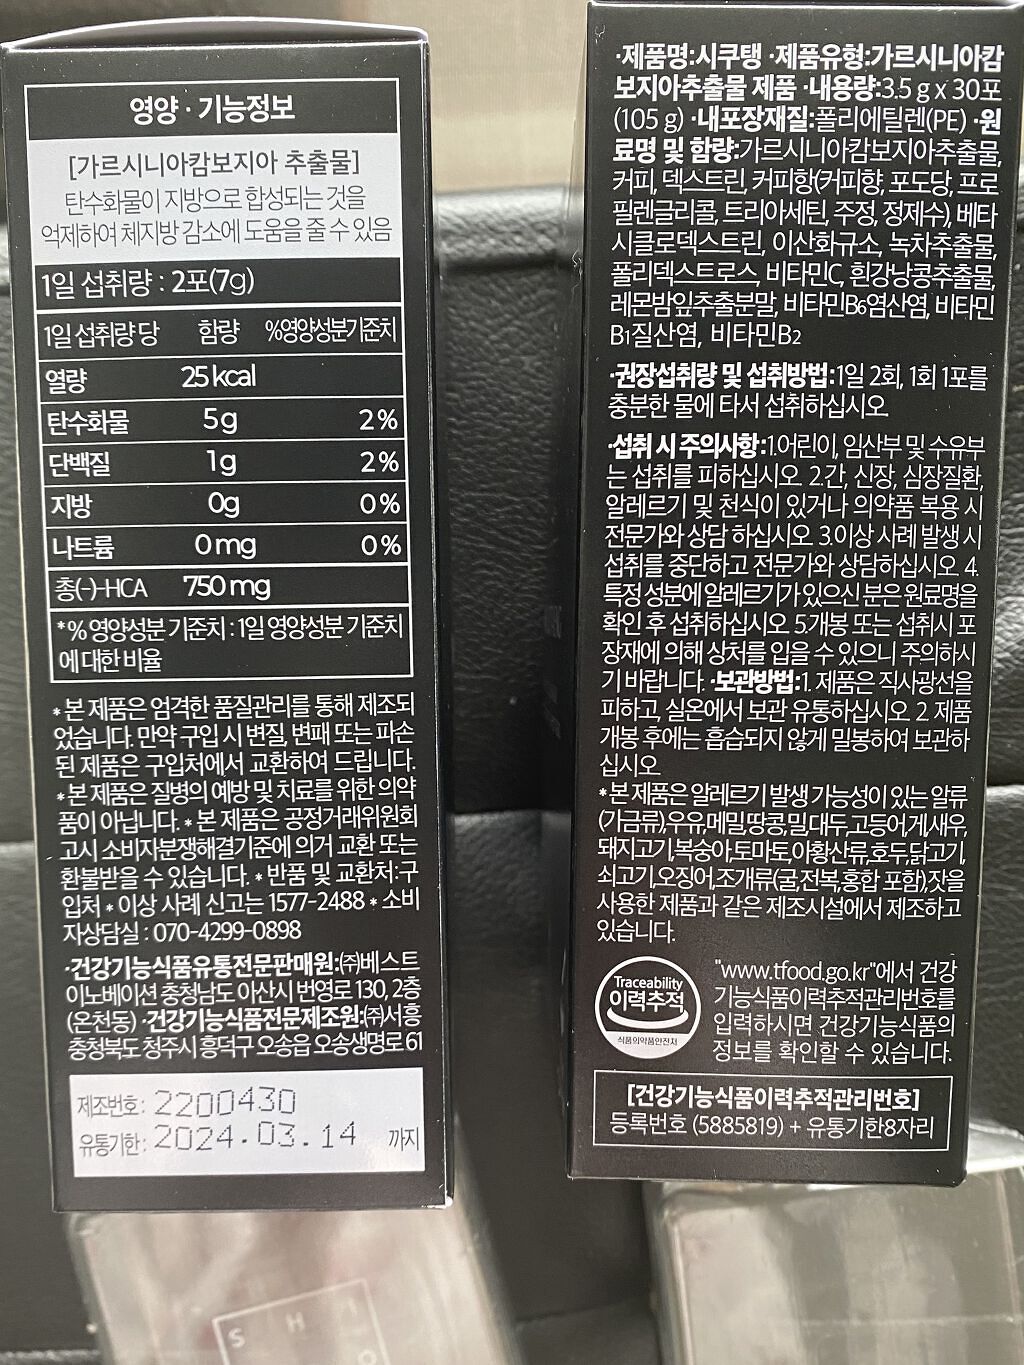 영양 · 기능정보
[가르시니아캄보지아 추출물]
탄수화물이 지방으로 합성되는 것을
억제하여 체지방 감소에 도움을 줄 수 있음
1일 섭취량 : 2포(7g)
1일 섭취량 당 함량 %영양성분기준치
열량 25 kcal
탄수화물 5g 2%
단백질 1g 2%
지방 0g 0%
나트륨 0mg 0%
총(-)-HCA 750 mg
*% 영양성분 기준치 : 1일 영양성분 기준치
에 대한 비율
* 본 제품은 엄격한 품질관리를 통해 제조되
었습니다. 만약 구입 시 변질, 변패 또는 파손
된 제품은 구입처에서 교환하여 드립니다.
* 본 제품은 질병의 예방 및 치료를 위한 의약
품이 아닙니다. * 본 제품은 공정거래위원회
고시 소비자분쟁해결기준에 의거 교환 또는
환불받을 수 있습니다. * 반품 및 교환처:구
입처 * 이상 사례 신고는 1577-2488 * 소비
자상담실 : 070-4299-0898
·건강기능식품유통전문판매원:㈜베스트
이노베이션 충청남도 아산시 번영로 130, 2층
(온천동) ·건강기능식품전문제조원:㈜서흥
충청북도 청주시 흥덕구 오송읍 오송생명로 61
제조번호: 2200430
유통기한: 2024.03.14 까지
·제품명:시쿠탱 ·제품유형:가르시니아캄
보지아추출물 제품 ·내용량:3.5 g x 30포
(105 g) ·내포장재질:폴리에틸렌(PE) ·원
료명 및 함량:가르시니아캄보지아추출물,
커피, 덱스트린, 커피향(커피향, 포도당, 프로
필렌글리콜, 트리아세틴, 주정, 정제수), 베타
시클로덱스트린, 이산화규소, 녹차추출물,
폴리덱스트로스, 비타민C, 흰강낭콩추출물,
레몬밤잎추출분말, 비타민B6염산염, 비타민
B1질산염, 비타민B2
·권장섭취량 및 섭취방법:1일 2회, 1회 1포를
충분한 물에 타서 섭취하십시오.
·섭취 시 주의사항:1.어린이, 임산부 및 수유부
는 섭취를 피하십시오 2.간, 신장, 심장질환,
알레르기 및 천식이 있거나 의약품 복용 시
전문가와 상담 하십시오. 3.이상 사례 발생 시
섭취를 중단하고 전문가와 상담하십시오 4.
특정 성분에 알레르기가 있으신 분은 원료명을
확인 후 섭취하십시오 5.개봉 또는 섭취시 포
장재에 의해 상처를 입을 수 있으니 주의하시
기 바랍니다. ·보관방법:1. 제품은 직사광선을
피하고, 실온에서 보관 유통하십시오 2. 제품
개봉 후에는 흡습되지 않게 밀봉하여 보관하
십시오
*본 제품은 알레르기 발생 가능성이 있는 알류
(가금류),우유,메밀,땅콩,밀,대두,고등어,게,새우,
돼지고기,복숭아,토마토,아황산류,호두,닭고기,
쇠고기,오징어,조개류(굴,전복,홍합 포함),잣을
사용한 제품과 같은 제조시설에서 제조하고
있습니다.
Traceability
이력추적
식품의약품안전처
"www.tfood.go.kr"에서 건강
기능식품이력추적관리번호를
입력하시면 건강기능식품의
정보를 확인할 수 있습니다.
[건강기능식품이력추적관리번호]
등록번호 (5885819) + 유통기한8자리
S H I
O